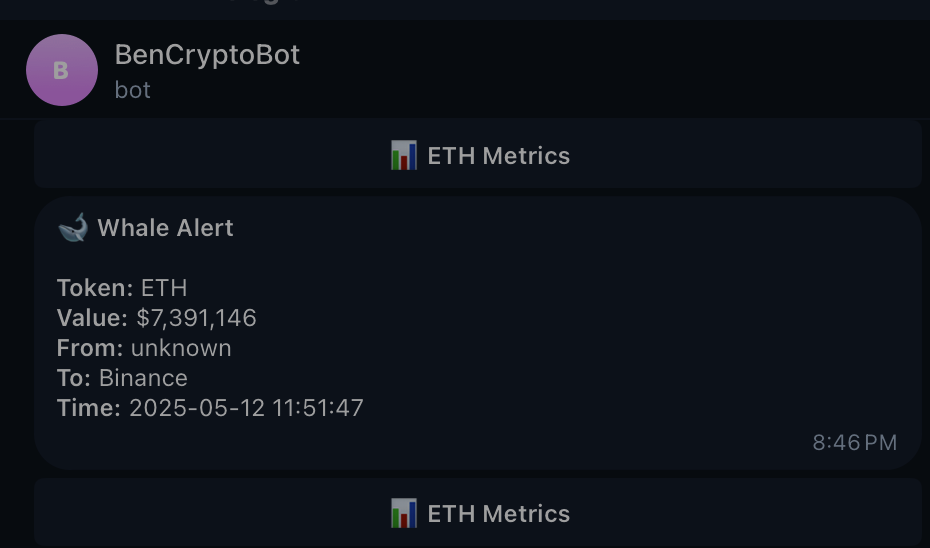 BenCryptoBot
B
bot
📊 ETH Metrics
🐋 Whale Alert
Token: ETH
Value: $7,391,146
From: unknown
To: Binance
Time: 2025-05-12 11:51:47
8:46 PM
📊 ETH Metrics